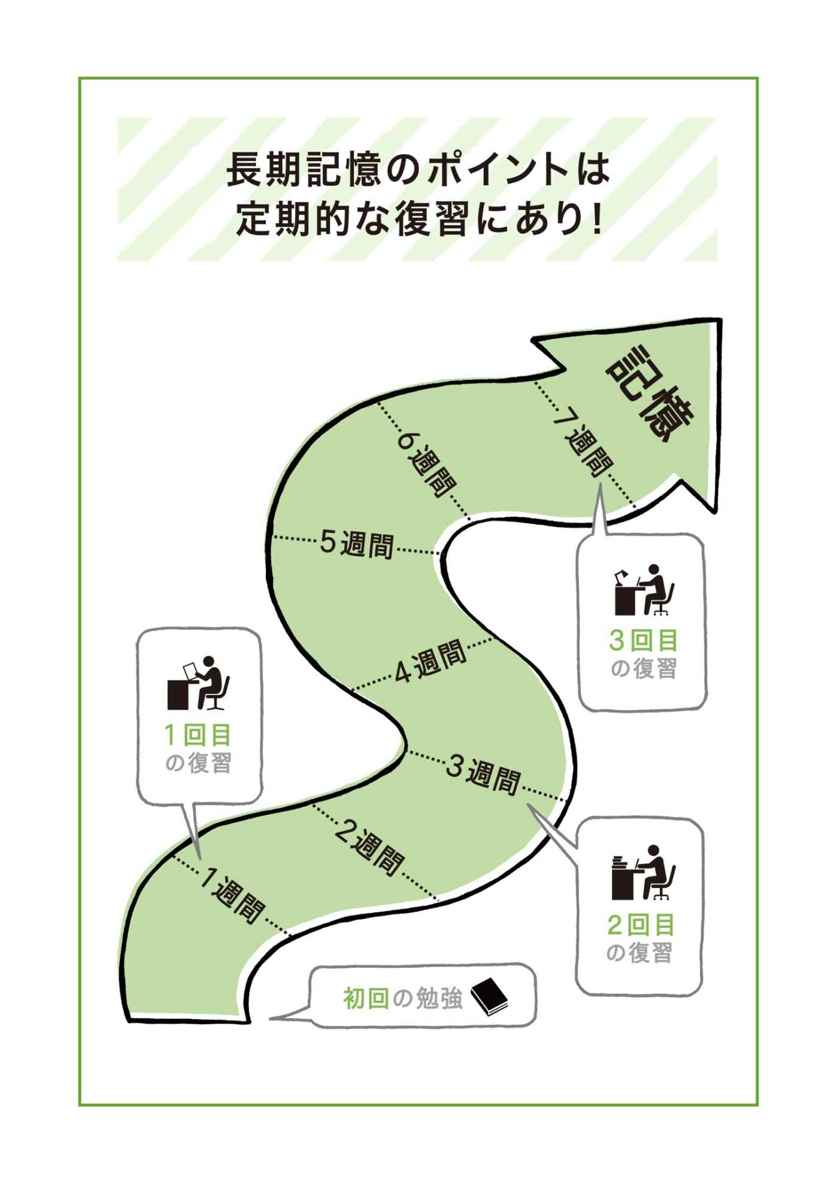 長期記憶のポイントは
定期的な復習にあり！
記憶
7週間
6週間
5週間
3回目
の復習
4週間
1回目
の復習
3週間
2週間
1週間
2回目
の復習
初回の勉強